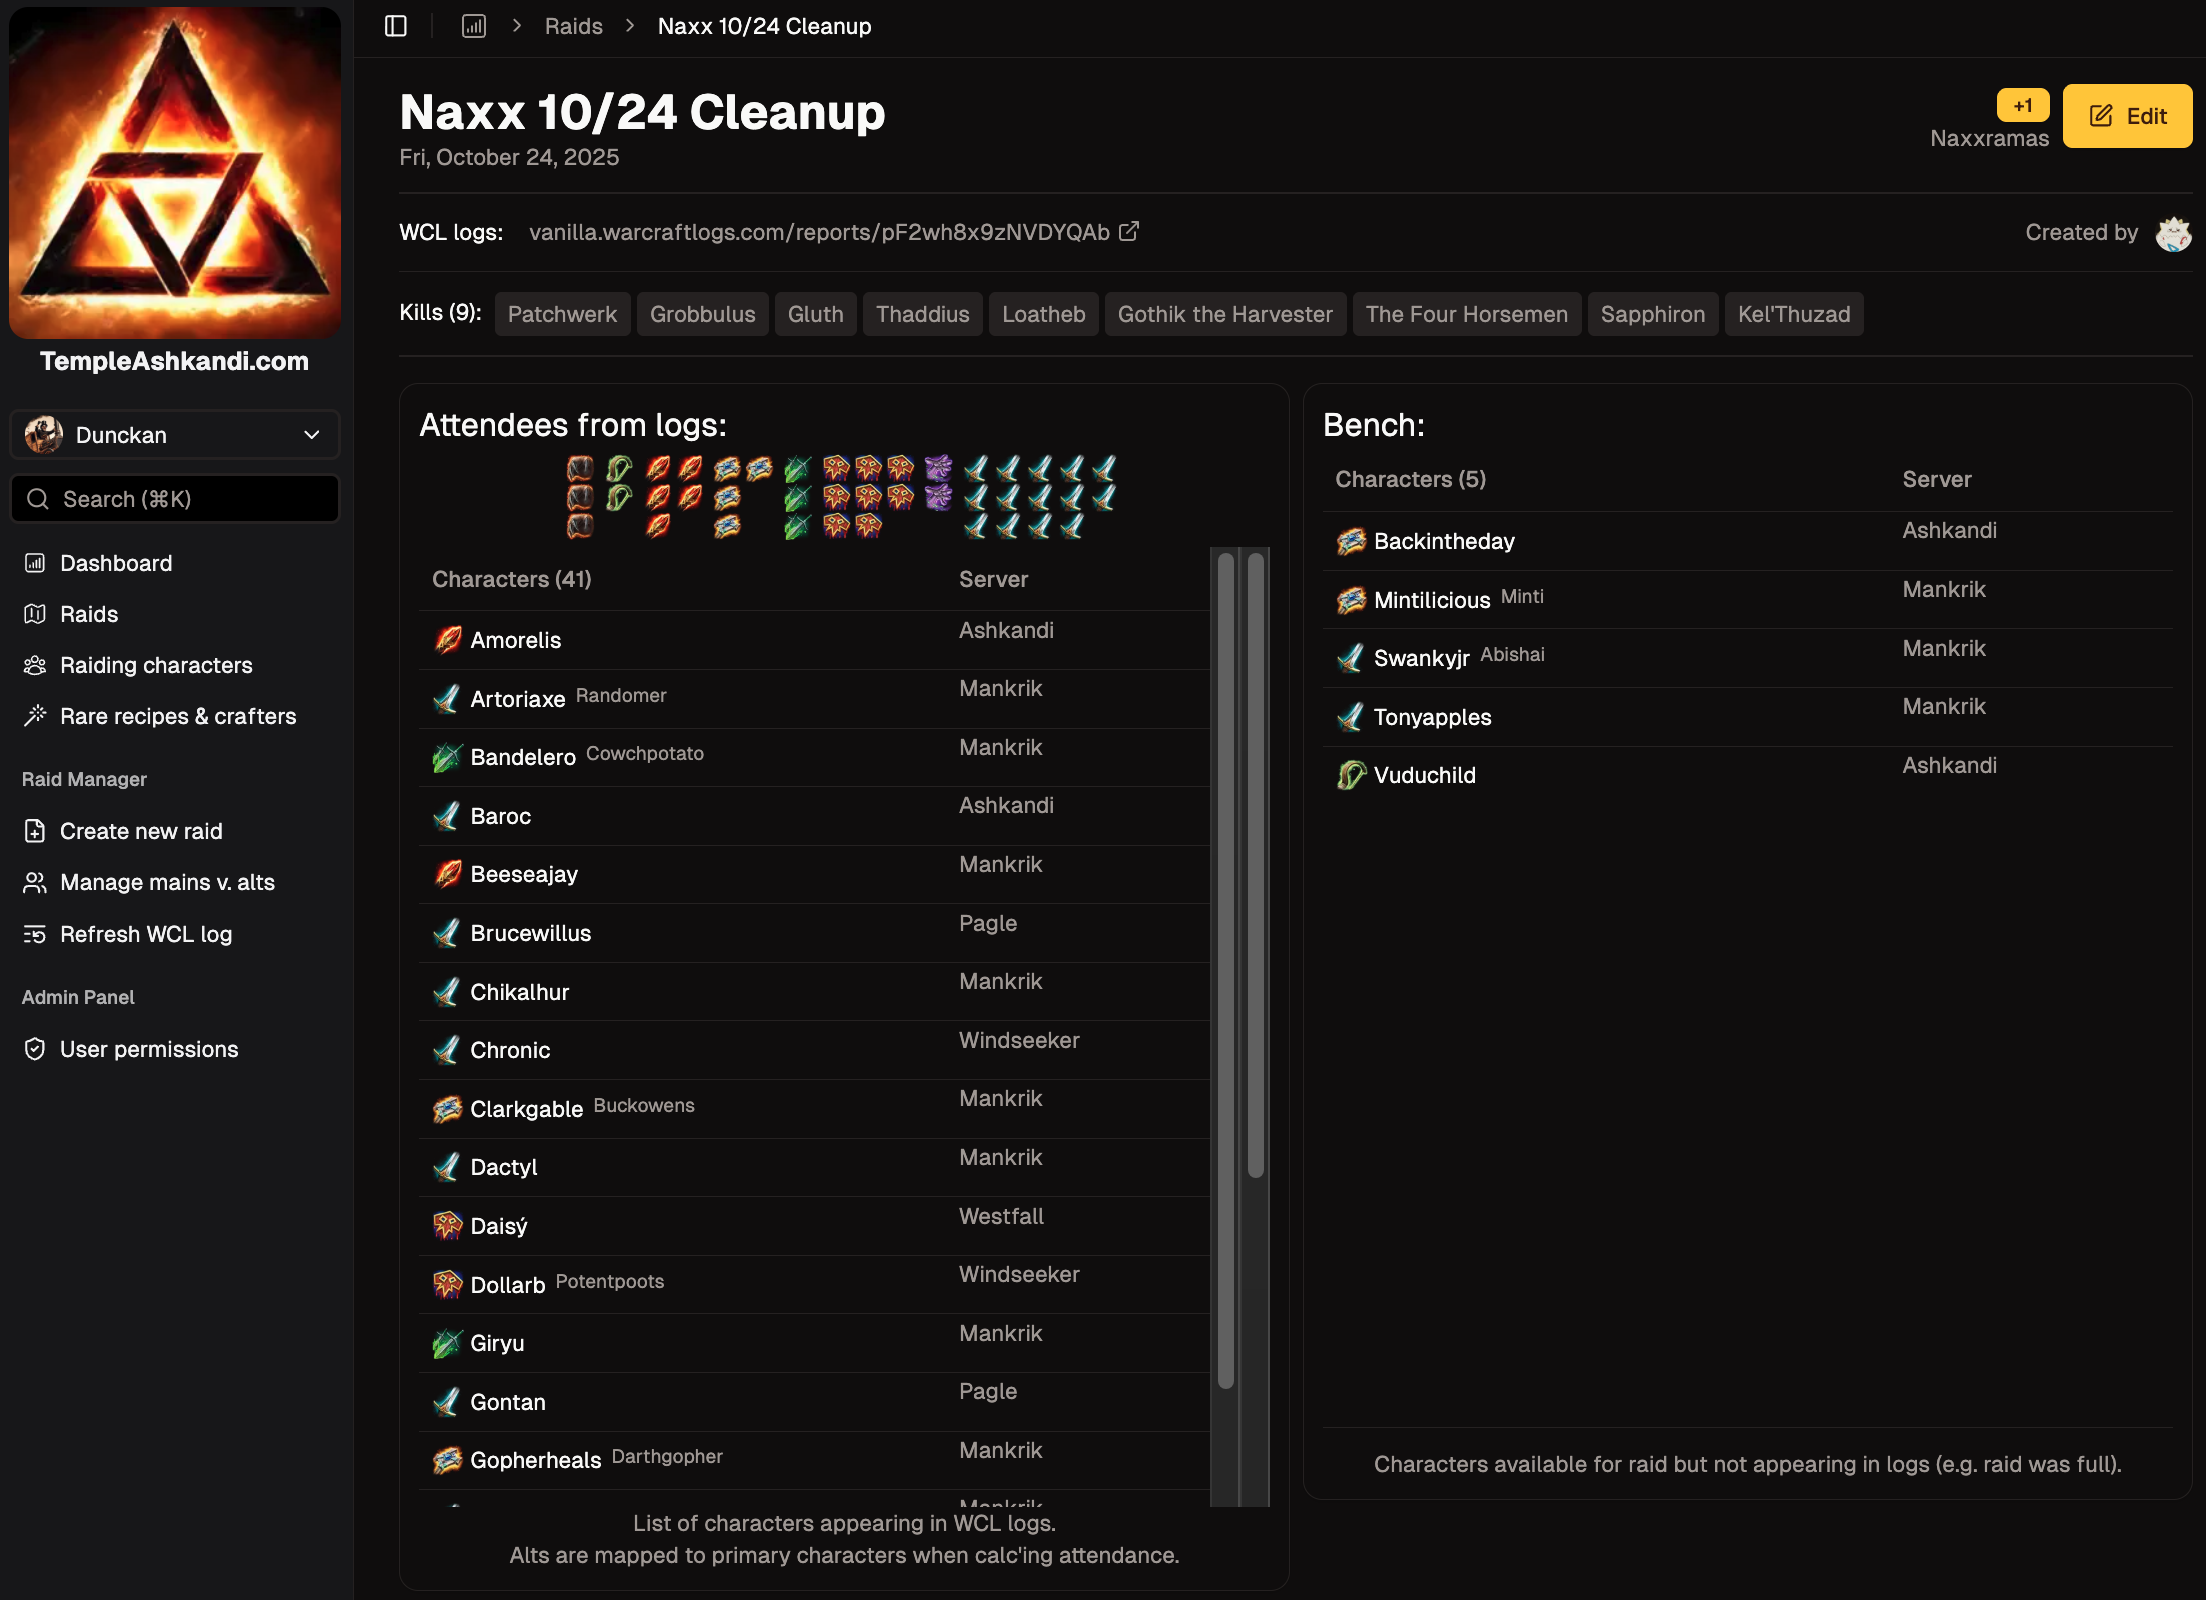 TempleAshkandi.com
Dunckan
Search (⌘K)
Dashboard
Raids
Raiding characters
Rare recipes & crafters
Raid Manager
Create new raid
Manage mains v. alts
Refresh WCL log
Admin Panel
User permissions
Raids
Naxx 10/24 Cleanup
Naxx 10/24 Cleanup
Fri, October 24, 2025
+1
Naxxramas
Edit
WCL logs: vanilla.warcraftlogs.com/reports/pF2wh8x9zNVDYQAb
Created by
Kills (9): Patchwerk Grobbulus Gluth Thaddius Loatheb Gothik the Harvester The Four Horsemen Sapphiron Kel'Thuzad
Attendees from logs:
Characters (41) Server
Amorelis Ashkandi
Artoriaxe Randomer Mankrik
Bandelero Cowchpotato Mankrik
Baroc Ashkandi
Beeseajay Mankrik
Brucewillus Pagle
Chikalhur Mankrik
Chronic Windseeker
Clarkgable Buckowens Mankrik
Dactyl Mankrik
Daisý Westfall
Dollarb Potentpoots Windseeker
Giryu Mankrik
Gontan Pagle
Gopherheals Darthgopher Mankrik
List of characters appearing in WCL logs.
Alts are mapped to primary characters when calc'ing attendance.
Bench:
Characters (5) Server
Backintheday Ashkandi
Mintilicious Minti Mankrik
Swankyjr Abishai Mankrik
Tonyapples Mankrik
Vuduchild Ashkandi
Characters available for raid but not appearing in logs (e.g. raid was full).